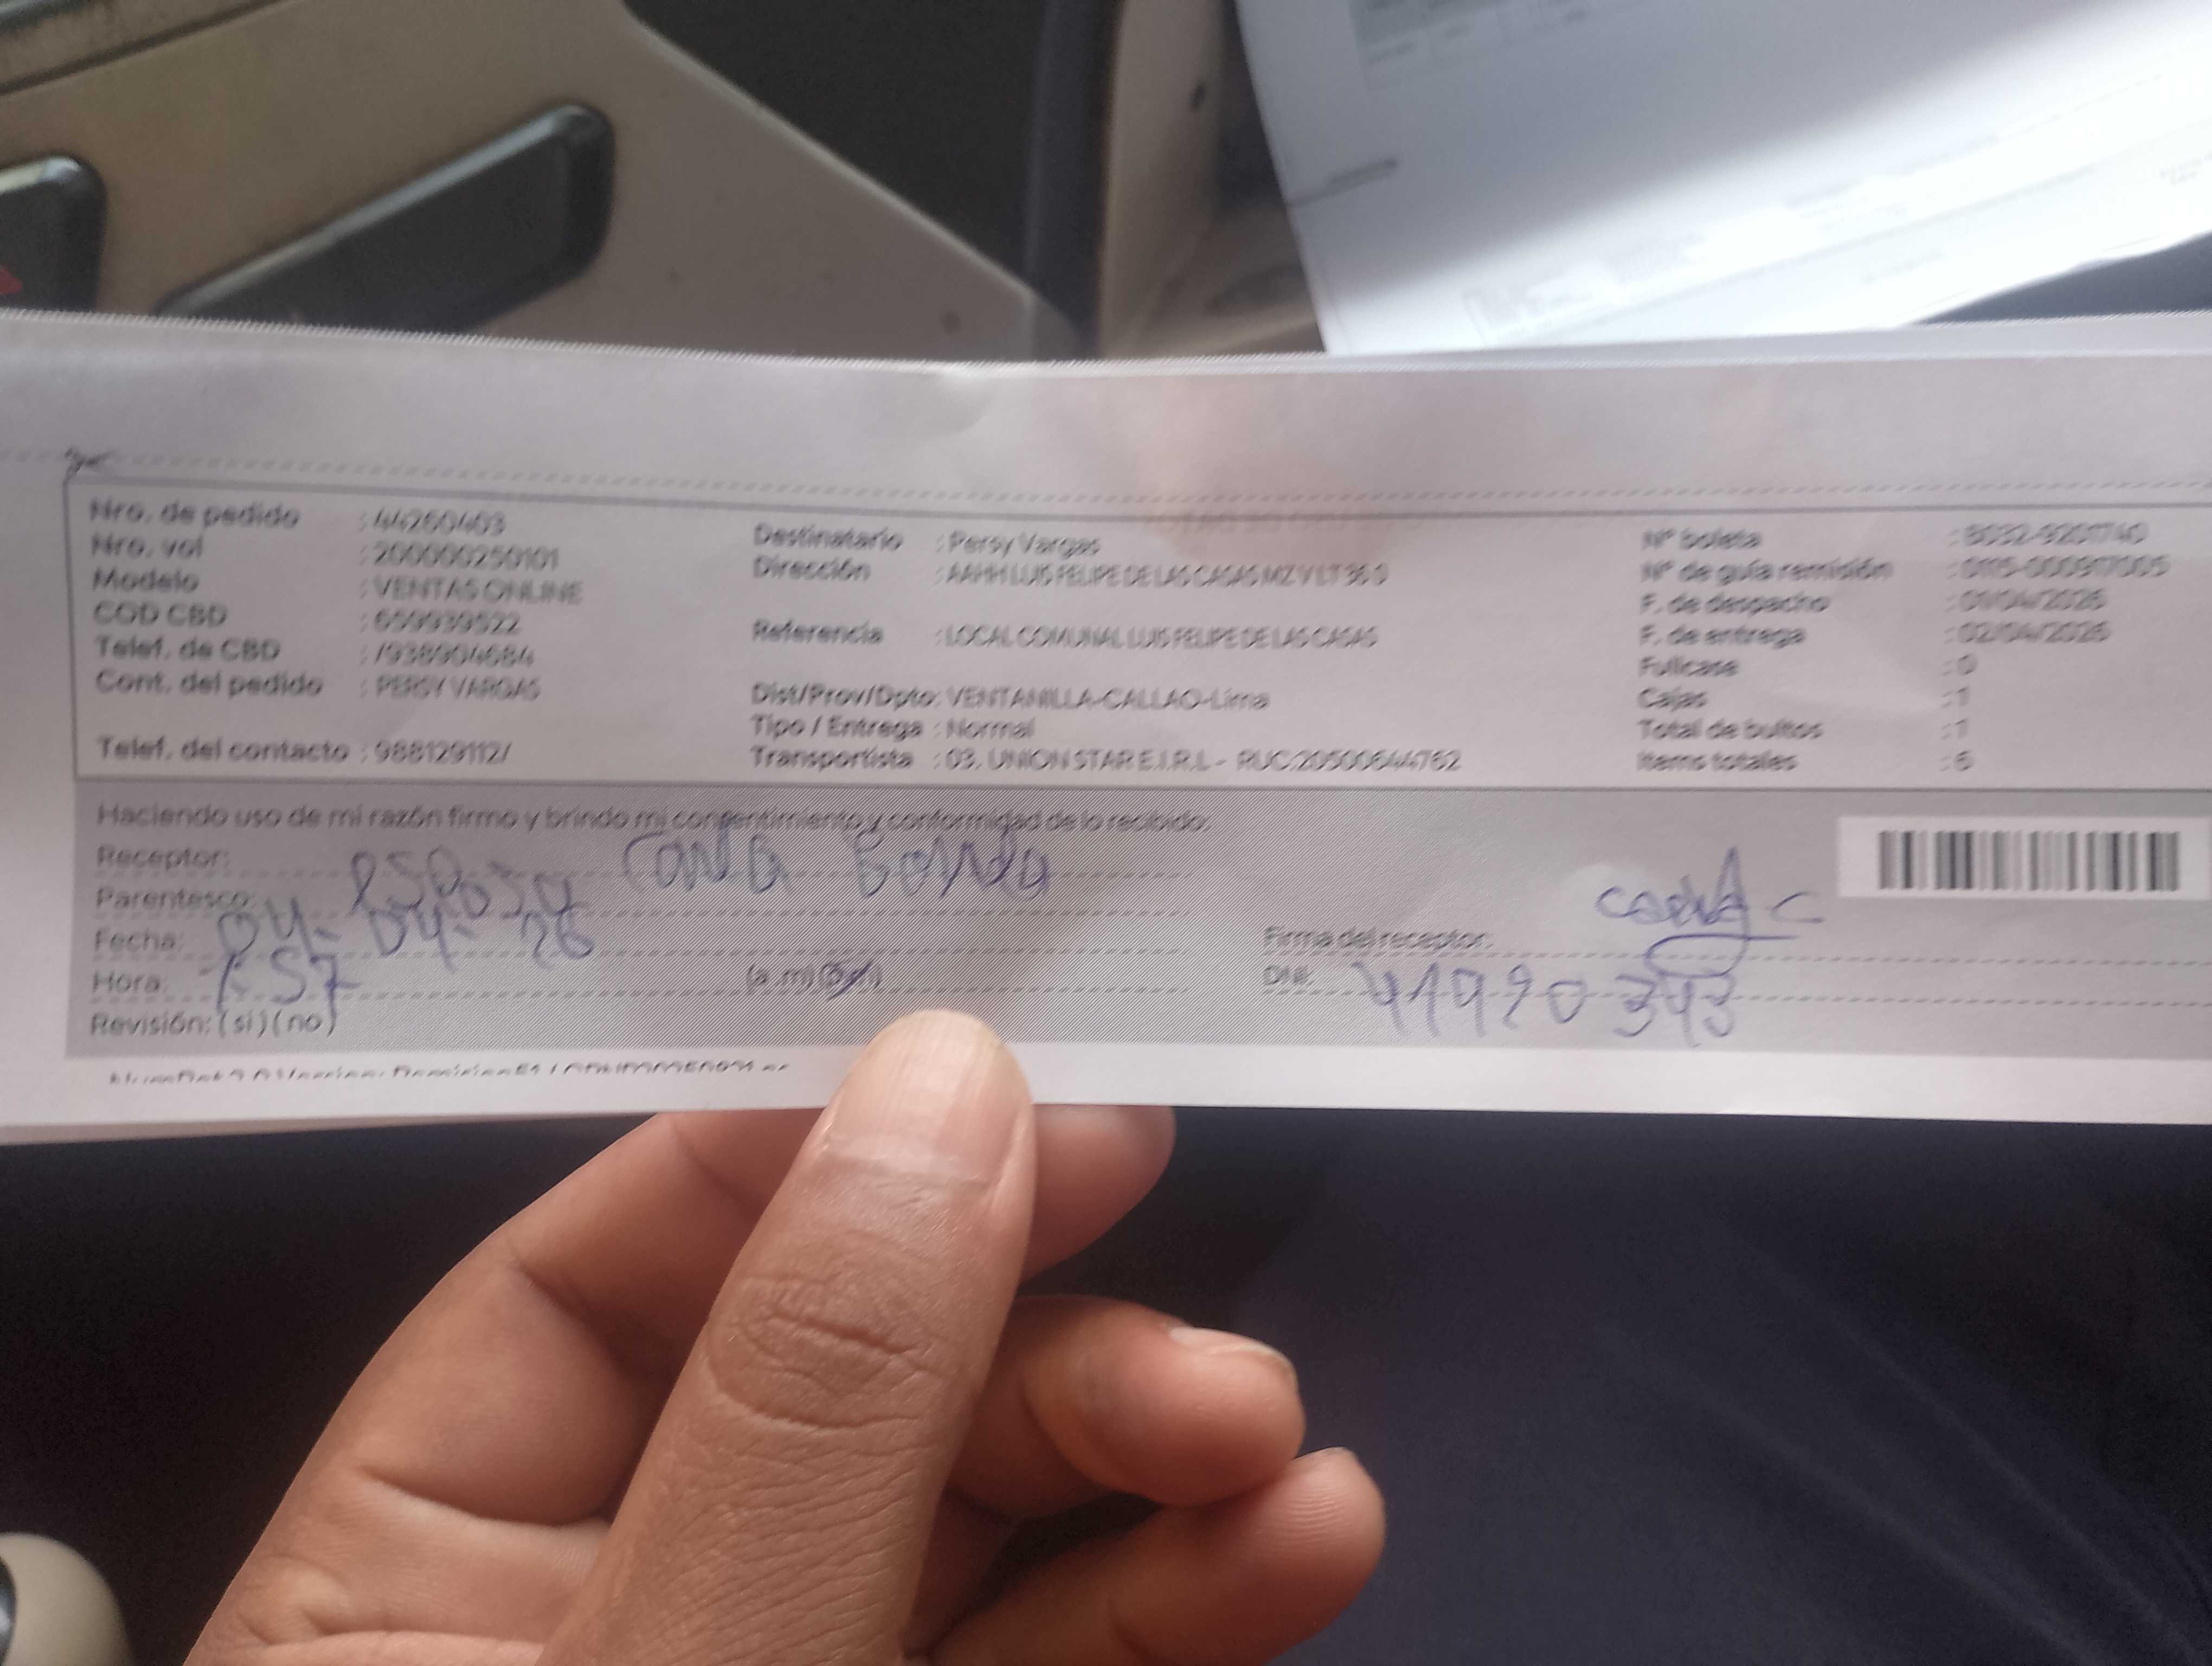 Nro. de pedido : 44260403
Nro. vol : 200000250101
Modelo : VENTAS ONLINE
COD CBD : 659939522
Telef. de CBD : /938904684
Cont. del pedido : PERSY VARGAS
Telef. del contacto : 988129112/
Destinatario : Persy Vargas
Dirección : AAHH LUIS FELIPE DE LAS CASAS MZ V LT 36 0
Referencia : LOCAL COMUNAL LUIS FELIPE DE LAS CASAS
Dist/Prov/Dpto: VENTANILLA-CALLAO-Lima
Tipo / Entrega : Normal
Transportista : 03. UNION STAR E.I.R.L - RUC:20500644762
Nº boleta : B032-9201740
Nº de guía remisión : 0115-000917005
F. de despacho : 01/04/2026
F. de entrega : 02/04/2026
Fullcase : 0
Cajas : 1
Total de bultos : 1
Items totales : 6
Haciendo uso de mi razón firmo y brindo mi consentimiento y conformidad de lo recibido:
Receptor:
Parentesco: esposa
Fecha: 04- 04- 26
Hora: 1:57 (a.m)(p.m)
Revisión: (si) (no)
Firma del receptor:
DNI: 41920343